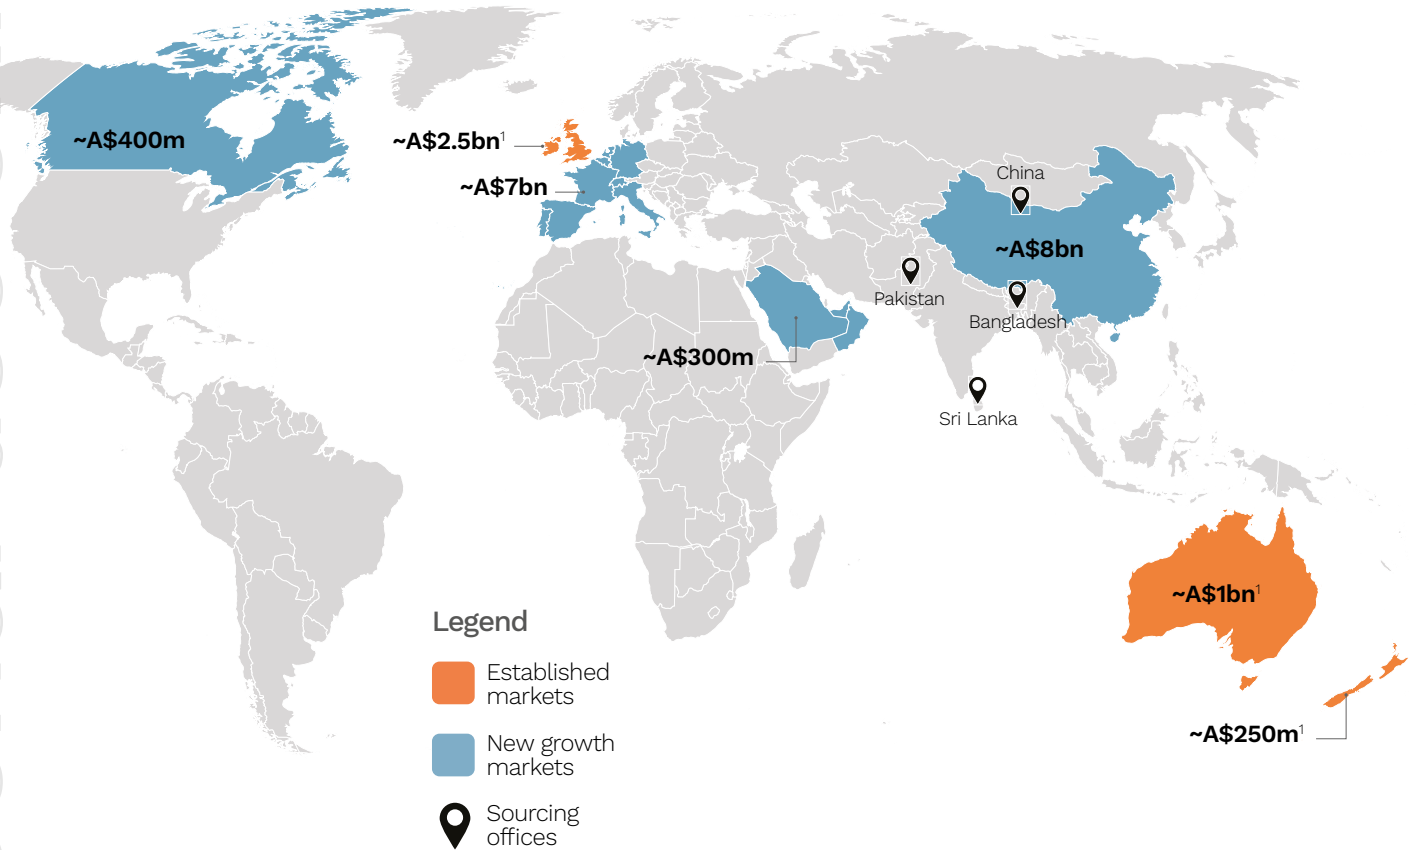 ~A$400m
~A$2.5bn¹
~A$7bn
China
~A$8bn
Pakistan
Bangladesh
~A$300m
Sri Lanka
~A$1bn¹
~A$250m¹
Legend
Established
markets
New growth
markets
Sourcing
offices